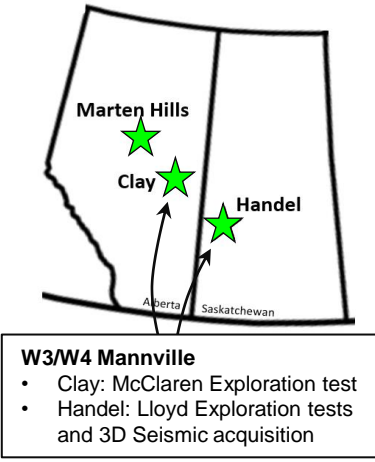 Marten Hills
Clay
Handel
Alberta
Saskatchewan
W3/W4 Mannville
• Clay: McClaren Exploration test
• Handel: Lloyd Exploration tests
and 3D Seismic acquisition